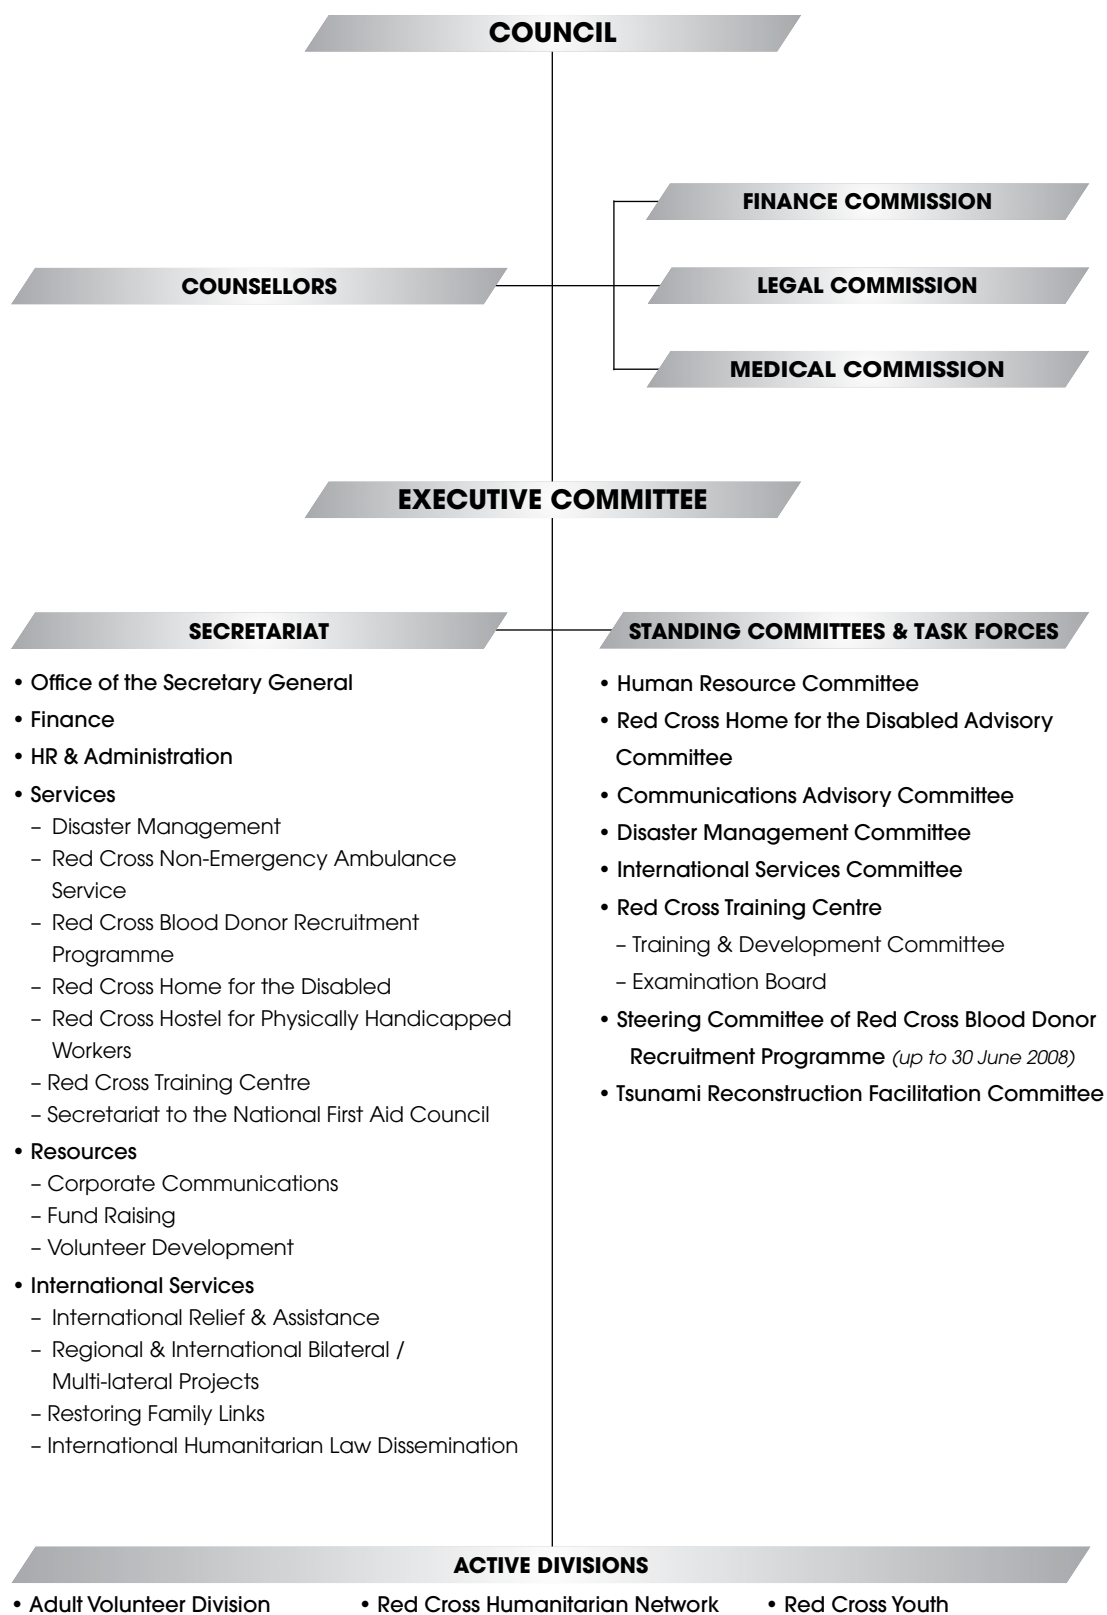 COUNCIL
FINANCE COMMISSION
COUNSELLORS
LEGAL COMMISSION
MEDICAL COMMISSION
EXECUTIVE COMMITTEE
SECRETARIAT
• Office of the Secretary General
• Finance
• HR & Administration
• Services
– Disaster Management
– Red Cross Non-Emergency Ambulance
Service
– Red Cross Blood Donor Recruitment
Programme
– Red Cross Home for the Disabled
– Red Cross Hostel for Physically Handicapped
Workers
– Red Cross Training Centre
– Secretariat to the National First Aid Council
• Resources
– Corporate Communications
– Fund Raising
– Volunteer Development
• International Services
– International Relief & Assistance
– Regional & International Bilateral /
Multi-lateral Projects
– Restoring Family Links
– International Humanitarian Law Dissemination
STANDING COMMITTEES & TASK FORCES
• Human Resource Committee
• Red Cross Home for the Disabled Advisory
Committee
• Communications Advisory Committee
• Disaster Management Committee
• International Services Committee
• Red Cross Training Centre
– Training & Development Committee
– Examination Board
• Steering Committee of Red Cross Blood Donor
Recruitment Programme (up to 30 June 2008)
• Tsunami Reconstruction Facilitation Committee
ACTIVE DIVISIONS
• Adult Volunteer Division
• Red Cross Humanitarian Network
• Red Cross Youth